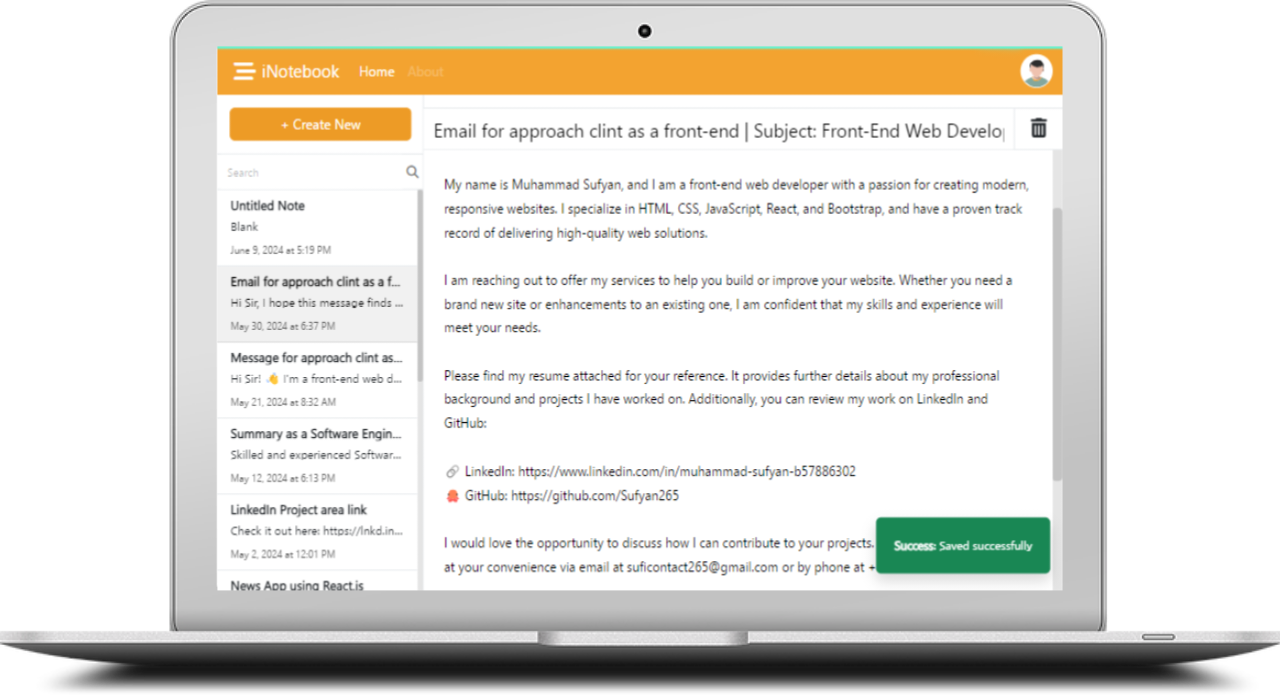 iNotebook Home About
+ Create New
Search
Untitled Note
Blank
June 9, 2024 at 5:19 PM
Email for approach clint as a f...
Hi Sir, I hope this message finds ...
May 30, 2024 at 6:37 PM
Message for approach clint as...
Hi Sir! 👋 I'm a front-end web d...
May 21, 2024 at 8:32 AM
Summary as a Software Engin...
Skilled and experienced Softwar...
May 12, 2024 at 6:13 PM
LinkedIn Project area link
Check it out here: https://lnkd.in...
May 2, 2024 at 12:01 PM
News App using React.js
Email for approach clint as a front-end | Subject: Front-End Web Develo
My name is Muhammad Sufyan, and I am a front-end web developer with a passion for creating modern,
responsive websites. I specialize in HTML, CSS, JavaScript, React, and Bootstrap, and have a proven track
record of delivering high-quality web solutions.
I am reaching out to offer my services to help you build or improve your website. Whether you need a
brand new site or enhancements to an existing one, I am confident that my skills and experience will
meet your needs.
Please find my resume attached for your reference. It provides further details about my professional
background and projects I have worked on. Additionally, you can review my work on LinkedIn and
GitHub:
🔗 LinkedIn: https://www.linkedin.com/in/muhammad-sufyan-b57886302
🐙 GitHub: https://github.com/Sufyan265
I would love the opportunity to discuss how I can contribute to your projects.
at your convenience via email at suficontact265@gmail.com or by phone at +
Success: Saved successfully